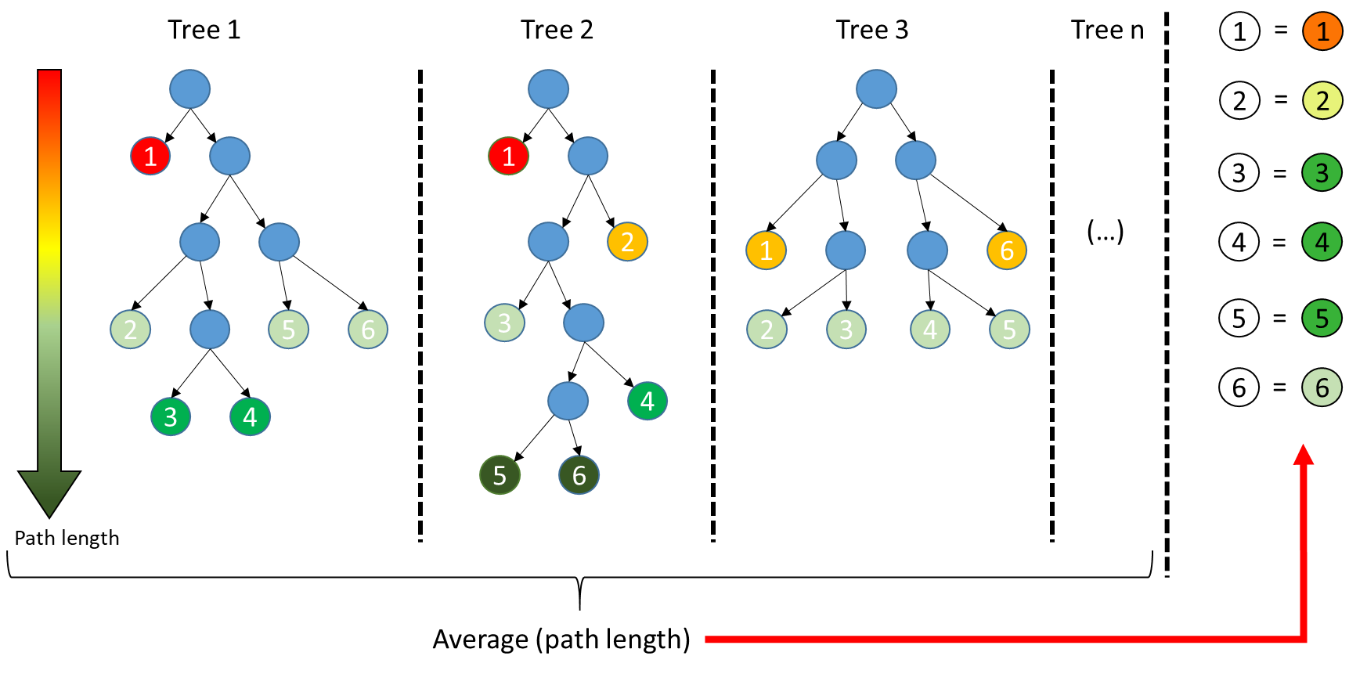 Tree 1
Tree 2
Tree 3
Tree n
1 = 1
1
1
2 = 2
3 = 3
2
(...)
4 = 4
1
6
2
5
6
3
2
3
4
5
5 = 5
6 = 6
3
4
4
5
6
Path length
Average (path length)